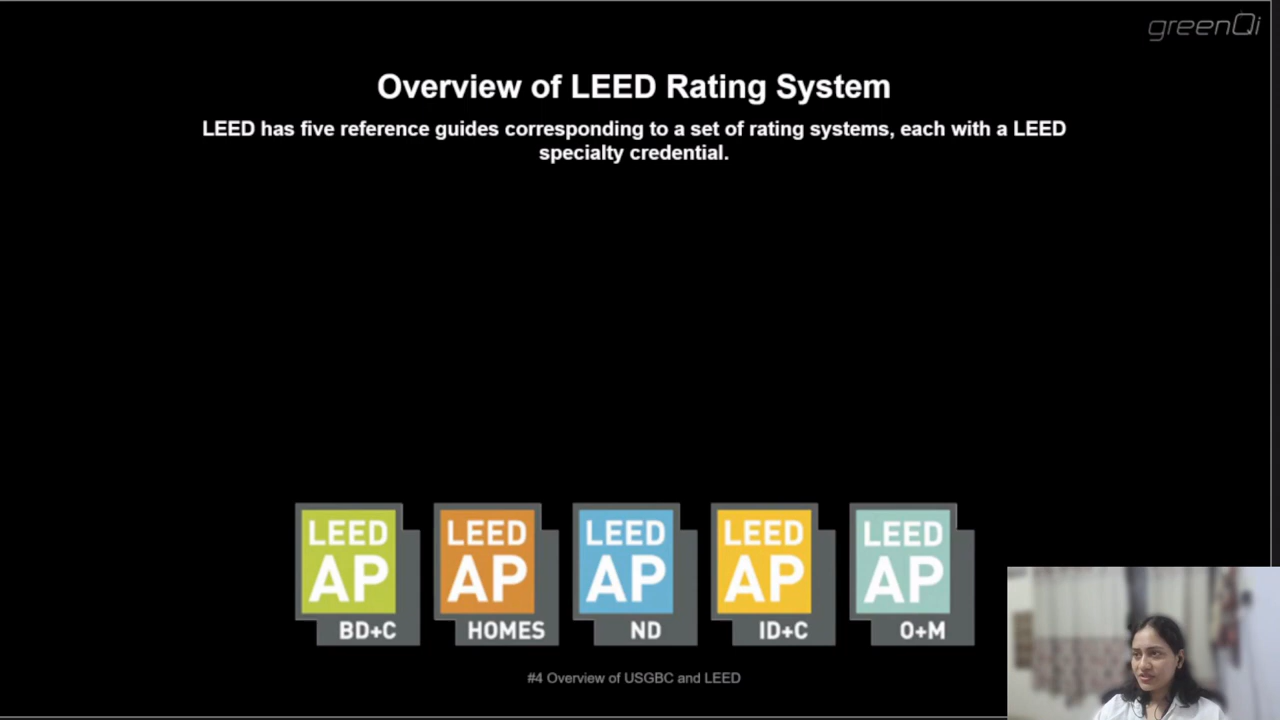 greenQi
Overview of LEED Rating System
LEED has five reference guides corresponding to a set of rating systems, each with a LEED
specialty credential.
LEED
AP
BD+C
LEED
AP
HOMES
LEED
AP
ND
LEED
AP
ID+C
LEED
AP
O+M
#4 Overview of USGBC and LEED